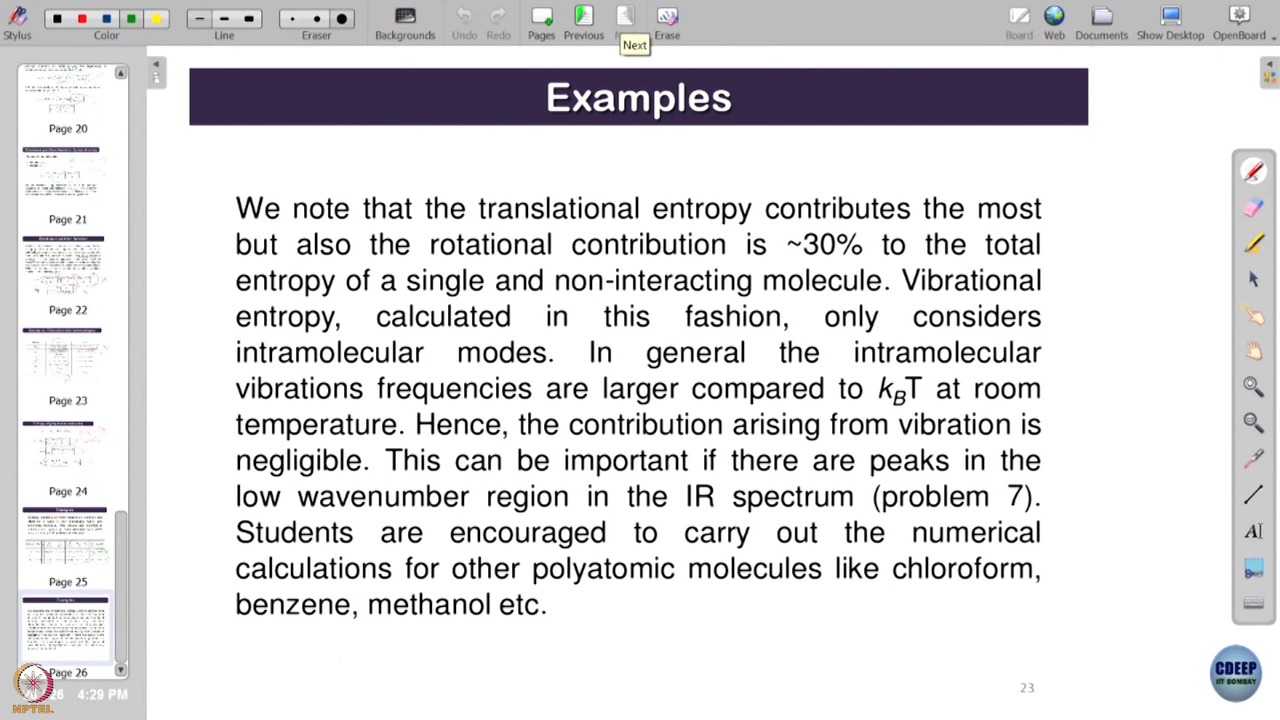 Stylus
Color
Line
Eraser
Backgrounds
Undo
Redo
Pages
Previous
Erase
Board
Web
Documents
Show Desktop
OpenBoard
Next
Examples
We note that the translational entropy contributes the most
but also the rotational contribution is ~30% to the total
entropy of a single and non-interacting molecule. Vibrational
entropy, calculated in this fashion, only considers
intramolecular modes. In general the intramolecular
vibrations frequencies are larger compared to kBT at room
temperature. Hence, the contribution arising from vibration is
negligible. This can be important if there are peaks in the
low wavenumber region in the IR spectrum (problem 7).
Students are encouraged to carry out the numerical
calculations for other polyatomic molecules like chloroform,
benzene, methanol etc.
23
Page 20
Page 21
Page 22
Page 23
Page 24
Page 25
Page 26
4:29 PM
NPTEL
CDEEP
IIT BOMBAY